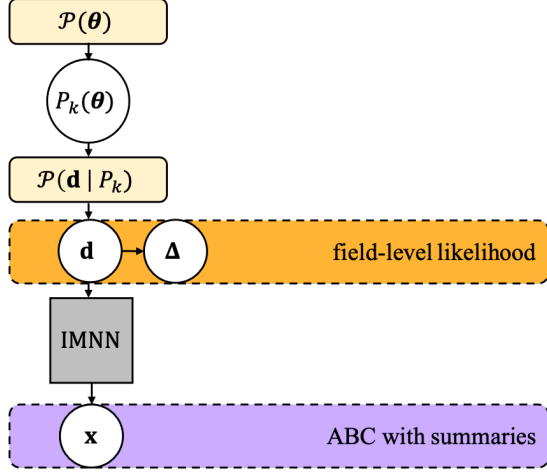 𝒫(𝜽)
P_k(𝜽)
𝒫(𝐝 | P_k)
𝐝 𝚫 field-level likelihood
IMNN
𝐱 ABC with summaries